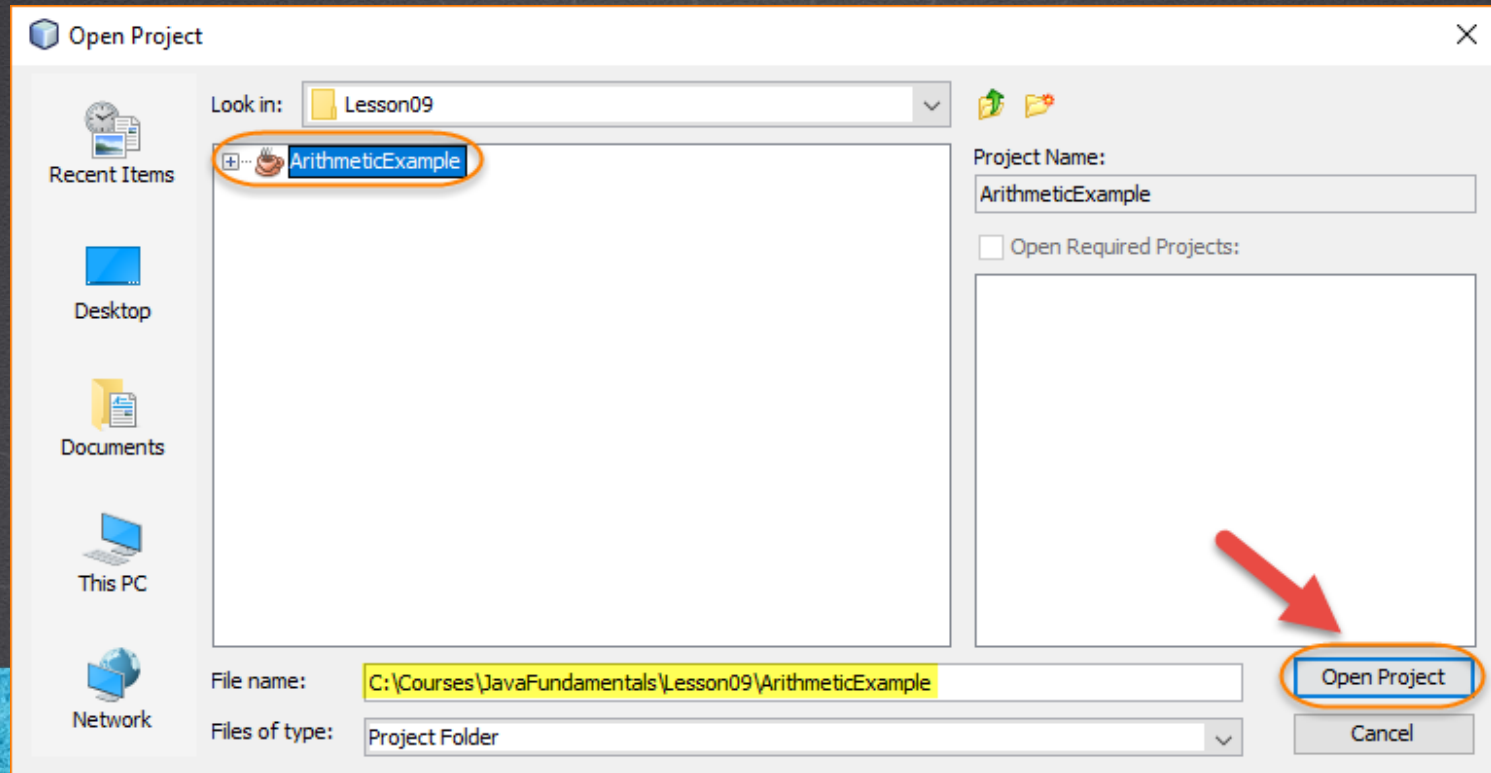 Open Project
Look in: Lesson09
Recent Items
Desktop
Documents
This PC
Network
ArithmeticExample
Project Name:
ArithmeticExample
Open Required Projects:
File name: C:\Courses\JavaFundamentals\Lesson09\ArithmeticExample
Files of type: Project Folder
Open Project
Cancel